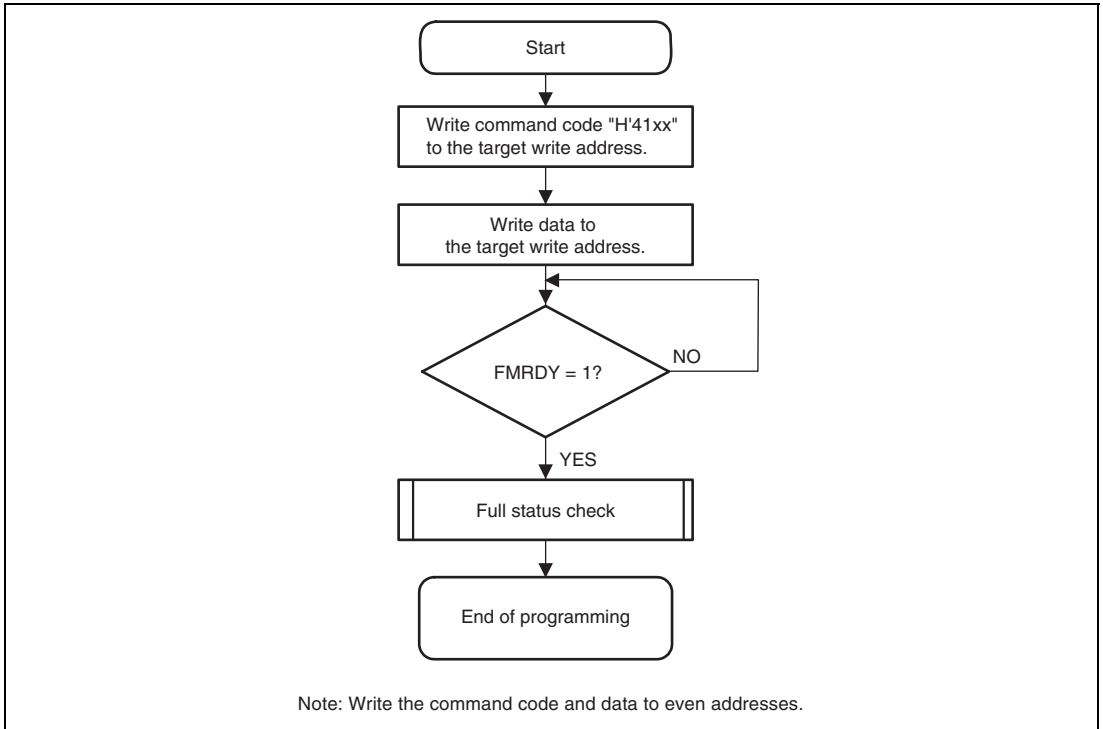 Start
Write command code "H'41xx"
to the target write address.
Write data to
the target write address.
FMRDY = 1?
NO
YES
Full status check
End of programming
Note: Write the command code and data to even addresses.